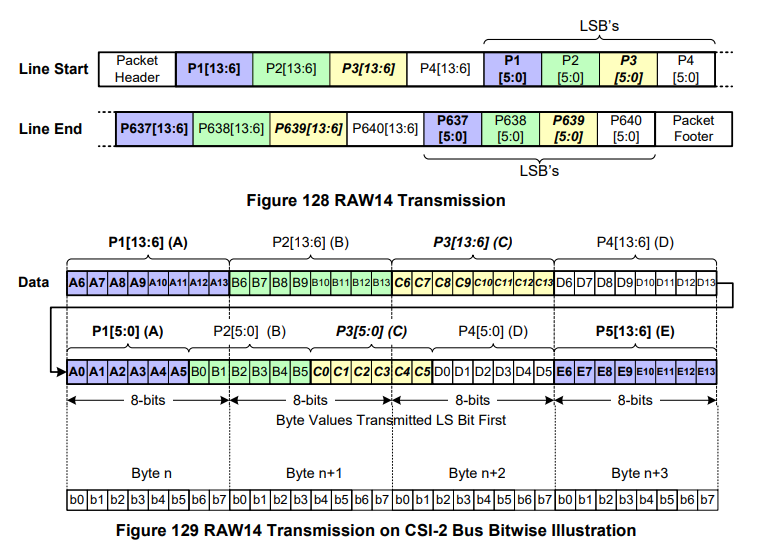 LSB's
Line Start
Packet Header P1[13:6] P2[13:6] P3[13:6] P4[13:6] P1 [5:0] P2 [5:0] P3 [5:0] P4 [5:0]
Line End
P637[13:6] P638[13:6] P639[13:6] P640[13:6] P637 [5:0] P638 [5:0] P639 [5:0] P640 [5:0] Packet Footer
LSB's
Figure 128 RAW14 Transmission
P1[13:6] (A) P2[13:6] (B) P3[13:6] (C) P4[13:6] (D)
Data
A6 A7 A8 A9 A10 A11 A12 A13 B6 B7 B8 B9 B10 B11 B12 B13 C6 C7 C8 C9 C10 C11 C12 C13 D6 D7 D8 D9 D10 D11 D12 D13
P1[5:0] (A) P2[5:0] (B) P3[5:0] (C) P4[5:0] (D) P5[13:6] (E)
A0 A1 A2 A3 A4 A5 B0 B1 B2 B3 B4 B5 C0 C1 C2 C3 C4 C5 D0 D1 D2 D3 D4 D5 E6 E7 E8 E9 E10 E11 E12 E13
8-bits 8-bits 8-bits 8-bits
Byte Values Transmitted LS Bit First
Byte n Byte n+1 Byte n+2 Byte n+3
b0 b1 b2 b3 b4 b5 b6 b7 b0 b1 b2 b3 b4 b5 b6 b7 b0 b1 b2 b3 b4 b5 b6 b7 b0 b1 b2 b3 b4 b5 b6 b7
Figure 129 RAW14 Transmission on CSI-2 Bus Bitwise Illustration